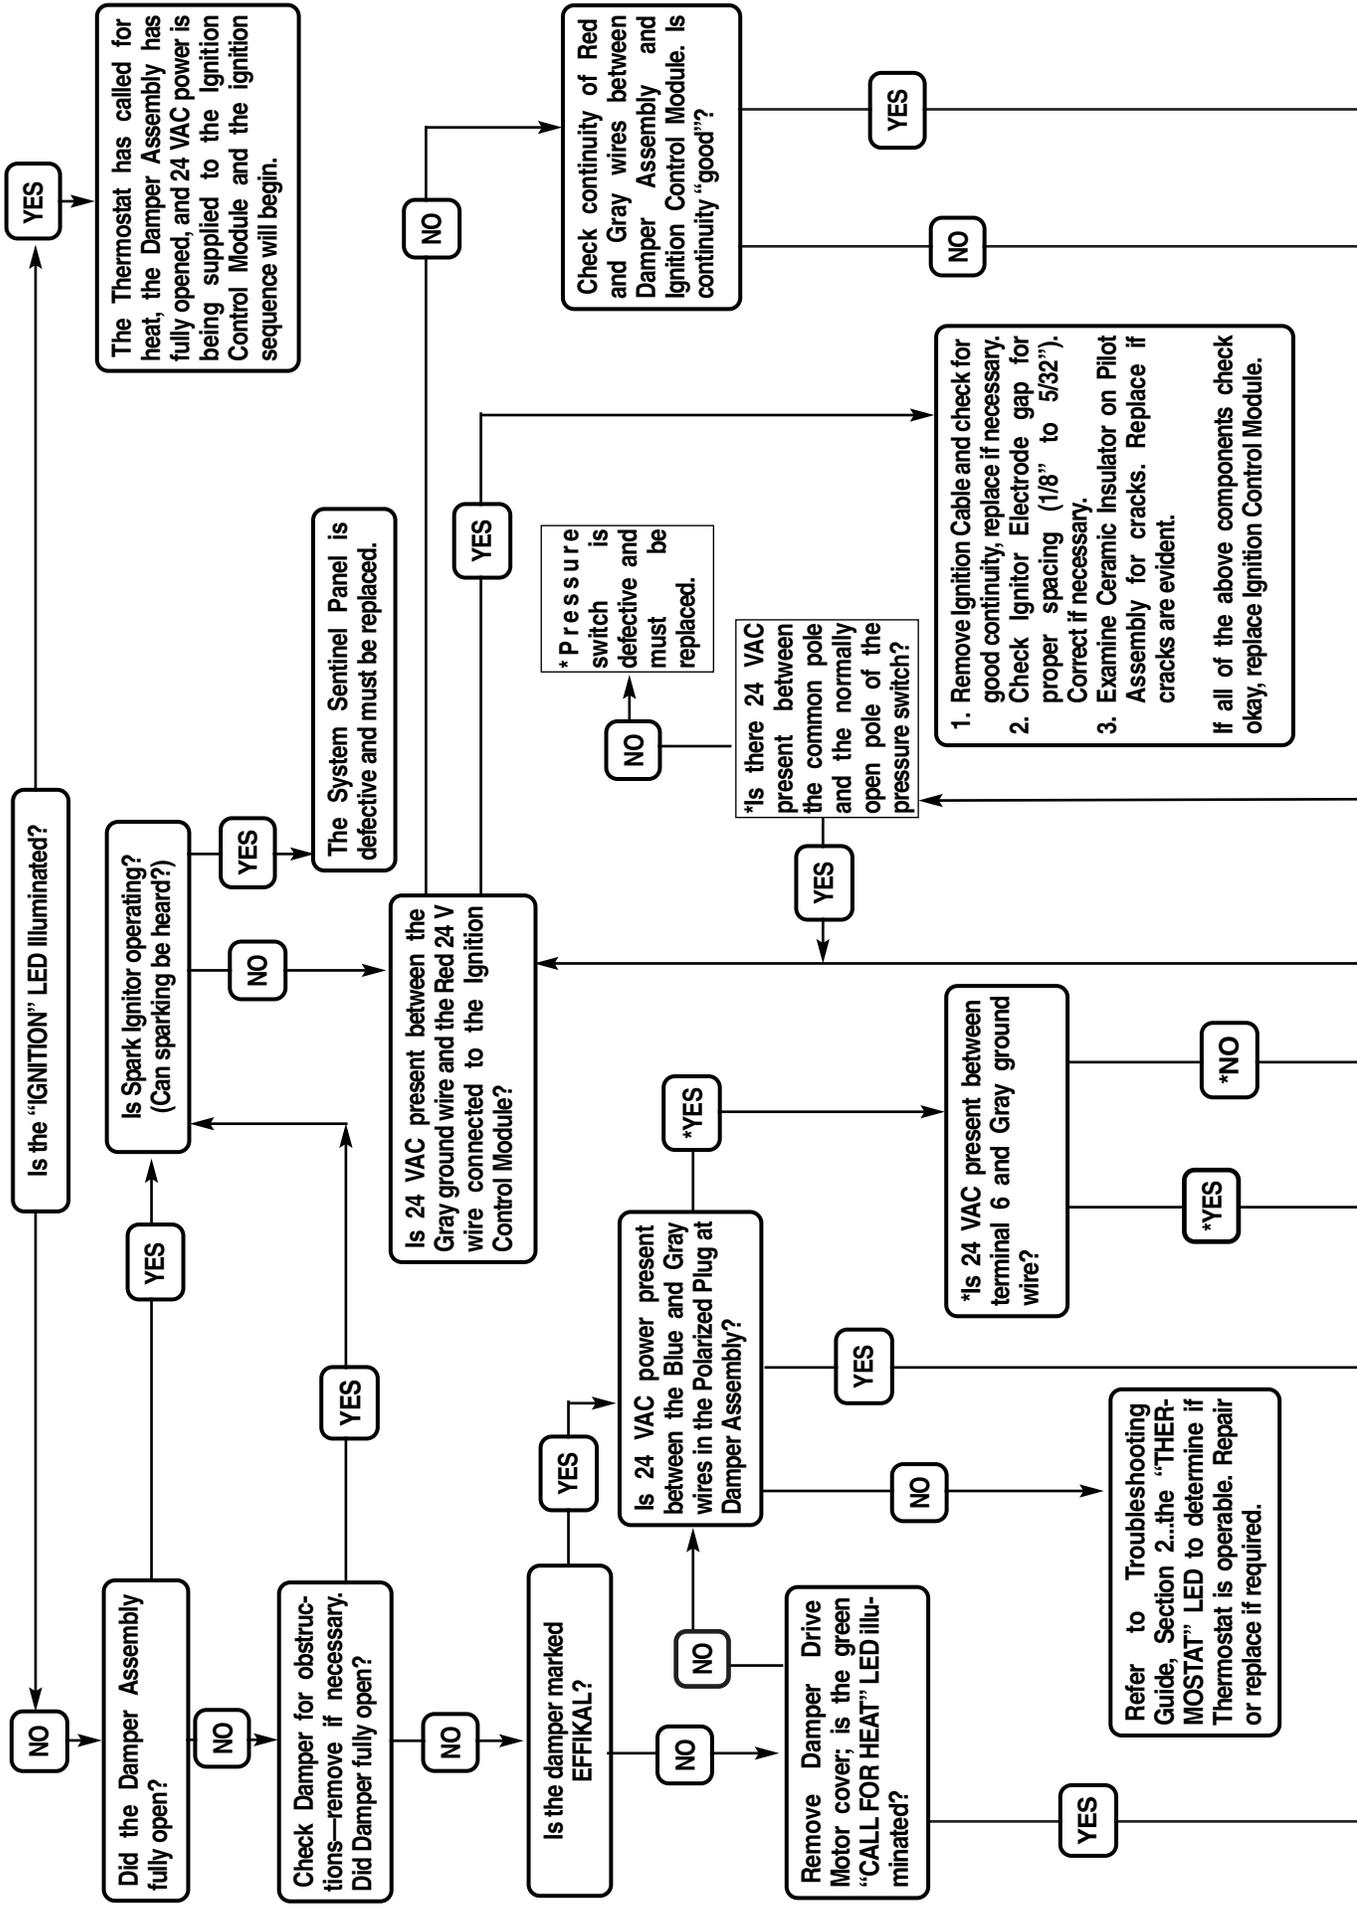 Is the “IGNITION” LED Illuminated?
NO
YES
Did the Damper Assembly
fully open?
YES
Is Spark Ignitor operating?
(Can sparking be heard?)
The Thermostat has called for
heat, the Damper Assembly has
fully opened, and 24 VAC power is
being supplied to the Ignition
Control Module and the ignition
sequence will begin.
NO
NO
YES
Check Damper for obstruc-
tions—remove if necessary.
Did Damper fully open?
YES
The System Sentinel Panel is
defective and must be replaced.
Is 24 VAC present between the
Gray ground wire and the Red 24 V
wire connected to the Ignition
Control Module?
NO
YES
NO
Is the damper marked
EFFIKAL?
YES
*Pressure
switch is
defective and
must be
replaced.
Check continuity of Red
and Gray wires between
Damper Assembly and
Ignition Control Module. Is
continuity “good”?
NO
NO
Is 24 VAC power present
between the Blue and Gray
wires in the Polarized Plug at
Damper Assembly?
*YES
NO
*Is there 24 VAC
present between
the common pole
and the normally
open pole of the
pressure switch?
YES
Remove Damper Drive
Motor cover; is the green
“CALL FOR HEAT” LED illu-
minated?
NO
YES
NO
YES
*Is 24 VAC present between
terminal 6 and Gray ground
wire?
1. Remove Ignition Cable and check for
good continuity, replace if necessary.
2. Check Ignitor Electrode gap for
proper spacing (1/8” to 5/32”).
Correct if necessary.
3. Examine Ceramic Insulator on Pilot
Assembly for cracks. Replace if
cracks are evident.
If all of the above components check
okay, replace Ignition Control Module.
YES
Refer to Troubleshooting
Guide, Section 2...the “THER-
MOSTAT” LED to determine if
Thermostat is operable. Repair
or replace if required.
*YES
*NO